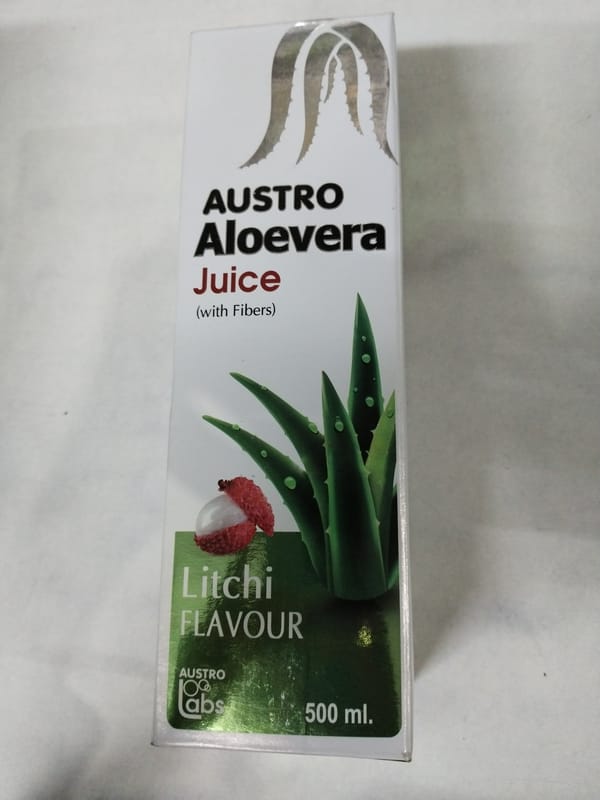 AUSTRO
Aloevera
Juice
(with Fibers)
Litchi
FLAVOUR
AUSTRO
Labs
500 ml.